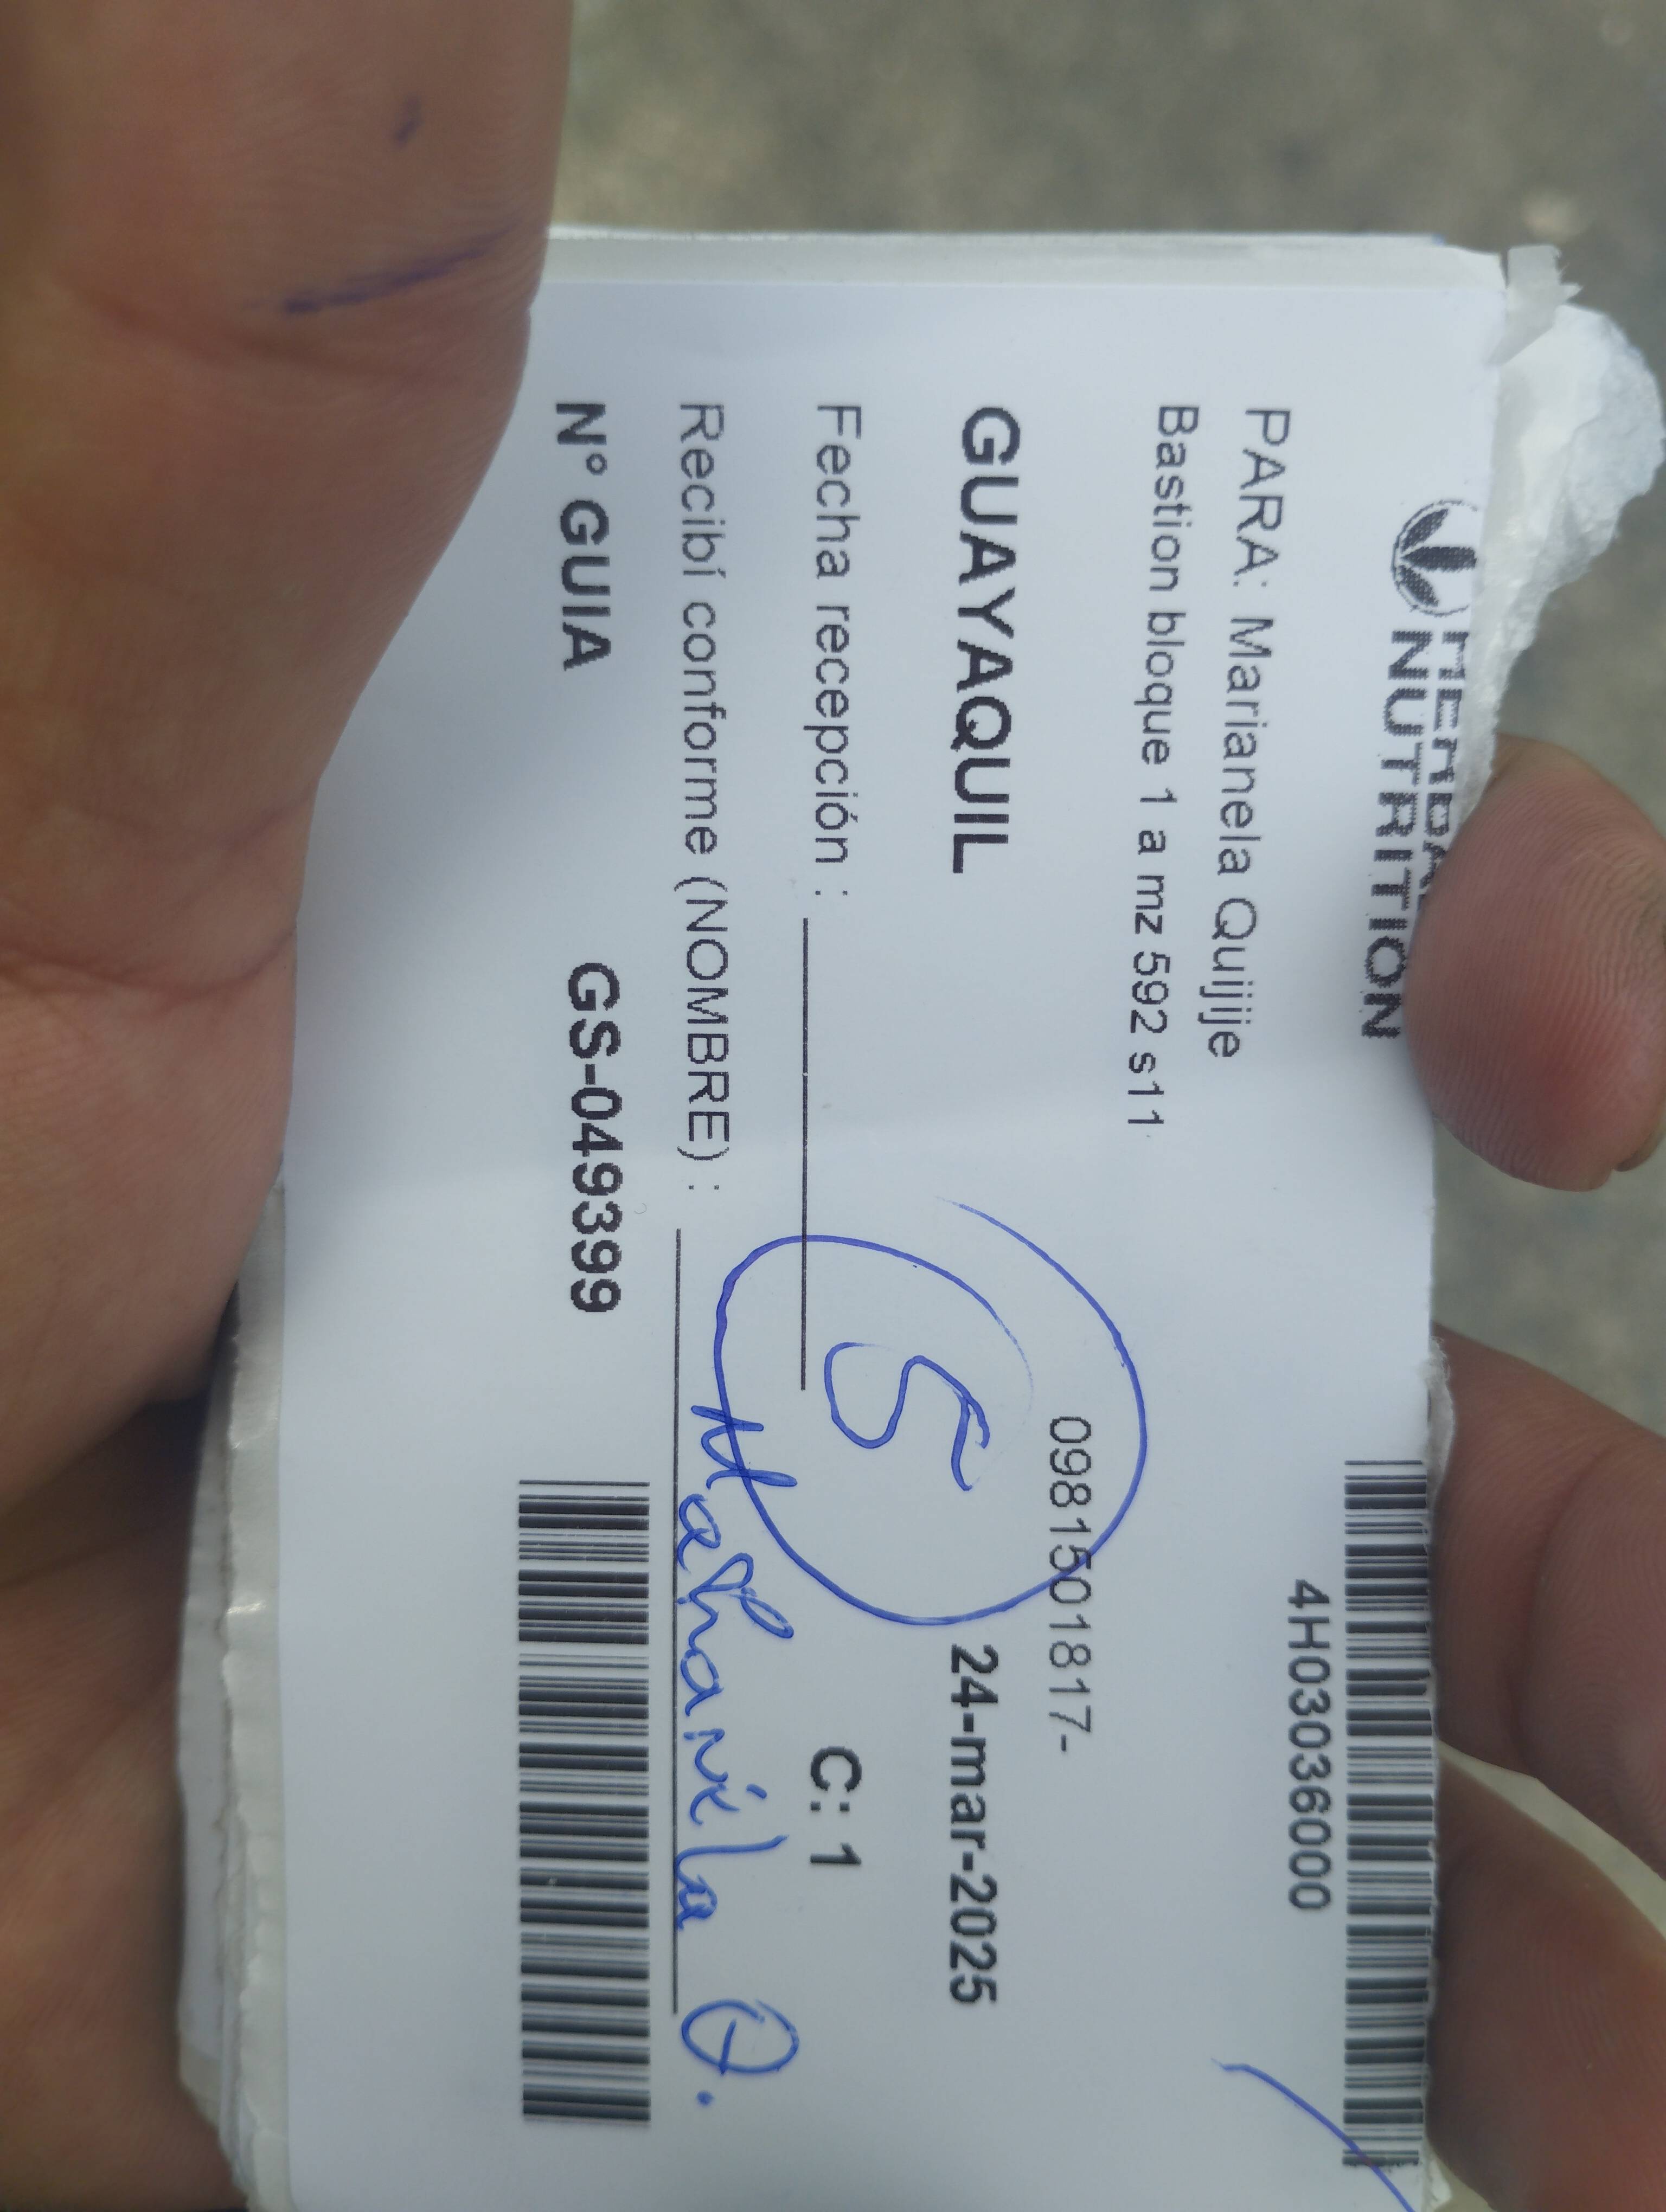 NUTRITION
4H03036000
PARA: Marianela Quijije
Bastion bloque 1 a mz 592 s11
0981501817-
GUAYAQUIL
24-mar-2025
5
Fecha recepción :
C: 1
Recibí conforme (NOMBRE) :
Q.
N° GUIA
GS-049399